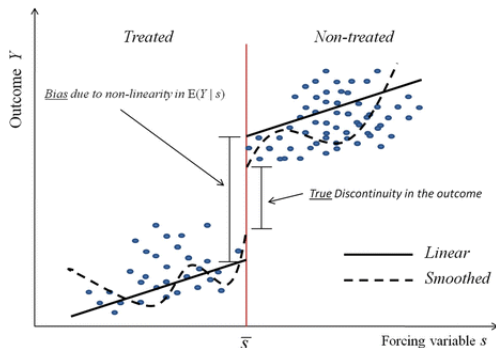 Treated
Non-treated
Outcome Y
Bias due to non-linearity in E(Y | s)
True Discontinuity in the outcome
Linear
Smoothed
s̅
Forcing variable s